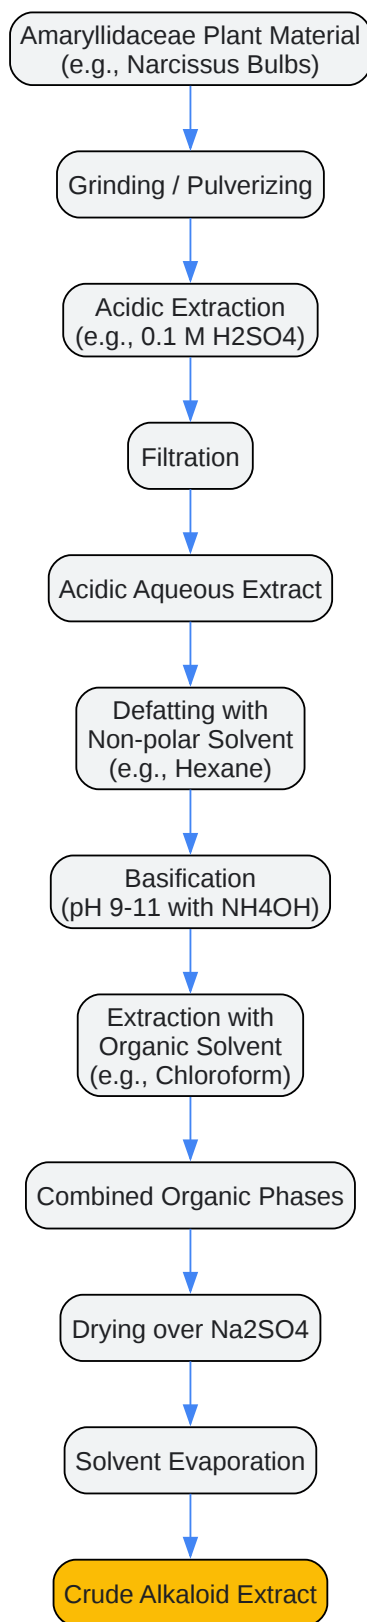 Amaryllidaceae Plant Material
(e.g., Narcissus Bulbs)
Grinding / Pulverizing
Acidic Extraction
(e.g., 0.1 M H2SO4)
Filtration
Acidic Aqueous Extract
Defatting with
Non-polar Solvent
(e.g., Hexane)
Basification
(pH 9-11 with NH4OH)
Extraction with
Organic Solvent
(e.g., Chloroform)
Combined Organic Phases
Drying over Na2SO4
Solvent Evaporation
Crude Alkaloid Extract